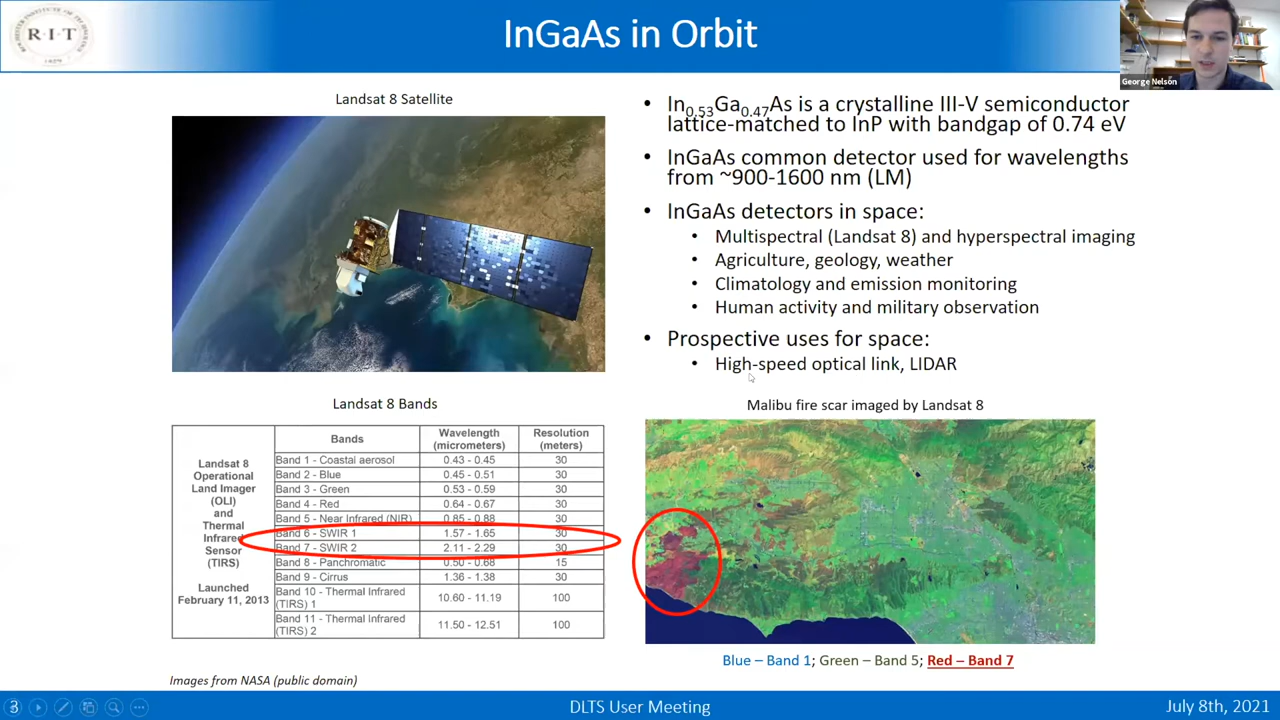 R·I·T
1829
InGaAs in Orbit
George Nelson
Landsat 8 Satellite
• In0.53Ga0.47As is a crystalline III-V semiconductor
lattice-matched to InP with bandgap of 0.74 eV
• InGaAs common detector used for wavelengths
from ~900-1600 nm (LM)
• InGaAs detectors in space:
• Multispectral (Landsat 8) and hyperspectral imaging
• Agriculture, geology, weather
• Climatology and emission monitoring
• Human activity and military observation
• Prospective uses for space:
• High-speed optical link, LIDAR
Landsat 8 Bands
Landsat 8
Operational
Land Imager
(OLI)
and
Thermal
Infrared
Sensor
(TIRS)
Launched
February 11, 2013
Bands Wavelength (micrometers) Resolution (meters)
Band 1 - Coastal aerosol 0.43 - 0.45 30
Band 2 - Blue 0.45 - 0.51 30
Band 3 - Green 0.53 - 0.59 30
Band 4 - Red 0.64 - 0.67 30
Band 5 - Near Infrared (NIR) 0.85 - 0.88 30
Band 6 - SWIR 1 1.57 - 1.65 30
Band 7 - SWIR 2 2.11 - 2.29 30
Band 8 - Panchromatic 0.50 - 0.68 15
Band 9 - Cirrus 1.36 - 1.38 30
Band 10 - Thermal Infrared (TIRS) 1 10.60 - 11.19 100
Band 11 - Thermal Infrared (TIRS) 2 11.50 - 12.51 100
Malibu fire scar imaged by Landsat 8
Blue – Band 1; Green – Band 5; Red – Band 7
Images from NASA (public domain)
3
DLTS User Meeting
July 8th, 2021